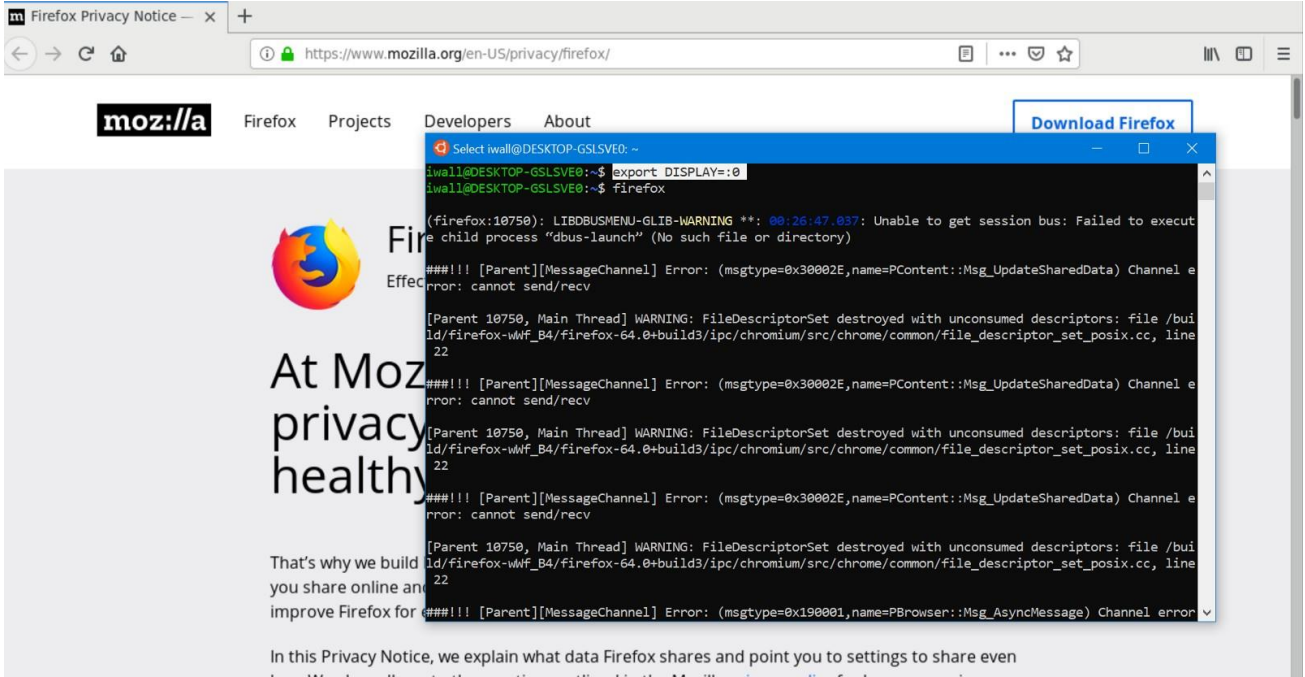 Firefox Privacy Notice —
https://www.mozilla.org/en-US/privacy/firefox/
moz://a Firefox Projects Developers About Download Firefox
Select iwall@DESKTOP-GSLSVE0: ~
iwall@DESKTOP-GSLSVE0:~$ export DISPLAY=:0
iwall@DESKTOP-GSLSVE0:~$ firefox
(firefox:10750): LIBDBUSMENU-GLIB-WARNING **: 00:26:47.037: Unable to get session bus: Failed to execut
e child process “dbus-launch” (No such file or directory)
###!!! [Parent][MessageChannel] Error: (msgtype=0x30002E,name=PContent::Msg_UpdateSharedData) Channel e
rror: cannot send/recv
[Parent 10750, Main Thread] WARNING: FileDescriptorSet destroyed with unconsumed descriptors: file /bui
ld/firefox-wWf_B4/firefox-64.0+build3/ipc/chromium/src/chrome/common/file_descriptor_set_posix.cc, line
22
###!!! [Parent][MessageChannel] Error: (msgtype=0x30002E,name=PContent::Msg_UpdateSharedData) Channel e
rror: cannot send/recv
[Parent 10750, Main Thread] WARNING: FileDescriptorSet destroyed with unconsumed descriptors: file /bui
ld/firefox-wWf_B4/firefox-64.0+build3/ipc/chromium/src/chrome/common/file_descriptor_set_posix.cc, line
22
###!!! [Parent][MessageChannel] Error: (msgtype=0x30002E,name=PContent::Msg_UpdateSharedData) Channel e
rror: cannot send/recv
[Parent 10750, Main Thread] WARNING: FileDescriptorSet destroyed with unconsumed descriptors: file /bui
ld/firefox-wWf_B4/firefox-64.0+build3/ipc/chromium/src/chrome/common/file_descriptor_set_posix.cc, line
22
###!!! [Parent][MessageChannel] Error: (msgtype=0x190001,name=PBrowser::Msg_AsyncMessage) Channel error
Fir
Effec
At Moz
privacy
healthy
That’s why we build
you share online and
improve Firefox for
In this Privacy Notice, we explain what data Firefox shares and point you to settings to share even